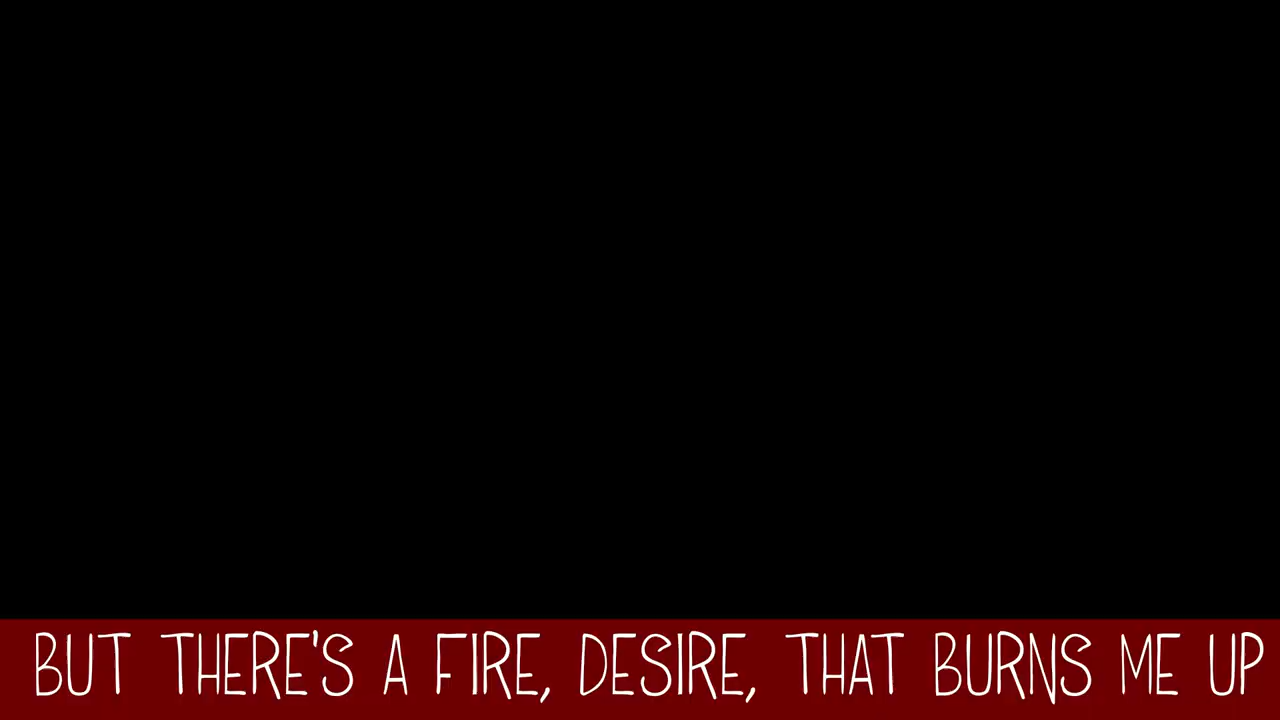 BUT THERE'S A FIRE, DESIRE, THAT BURNS ME UP